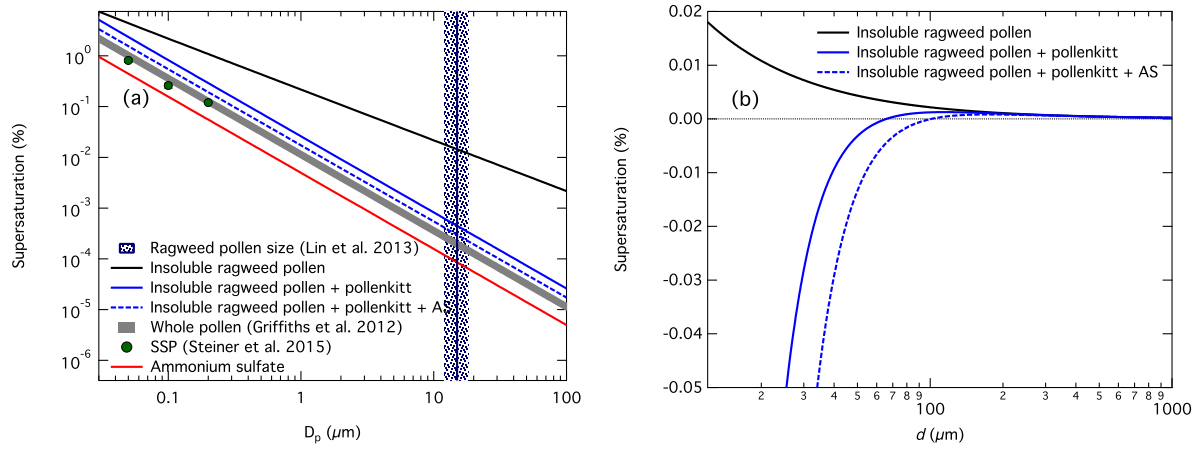 Supersaturation (%)
10^0
10^-1
10^-2
10^-3
10^-4
10^-5
10^-6
(a)
Ragweed pollen size (Lin et al. 2013)
Insoluble ragweed pollen
Insoluble ragweed pollen + pollenkitt
Insoluble ragweed pollen + pollenkitt + AS
Whole pollen (Griffiths et al. 2012)
SSP (Steiner et al. 2015)
Ammonium sulfate
0.1 1 10 100
D_p (μm)
Supersaturation (%)
0.02
0.01
0.00
-0.01
-0.02
-0.03
-0.04
-0.05
Insoluble ragweed pollen
Insoluble ragweed pollen + pollenkitt
Insoluble ragweed pollen + pollenkitt + AS
(b)
2 3 4 5 6 7 8 9 2 3 4 5 6 7 8 9
100 1000
d (μm)